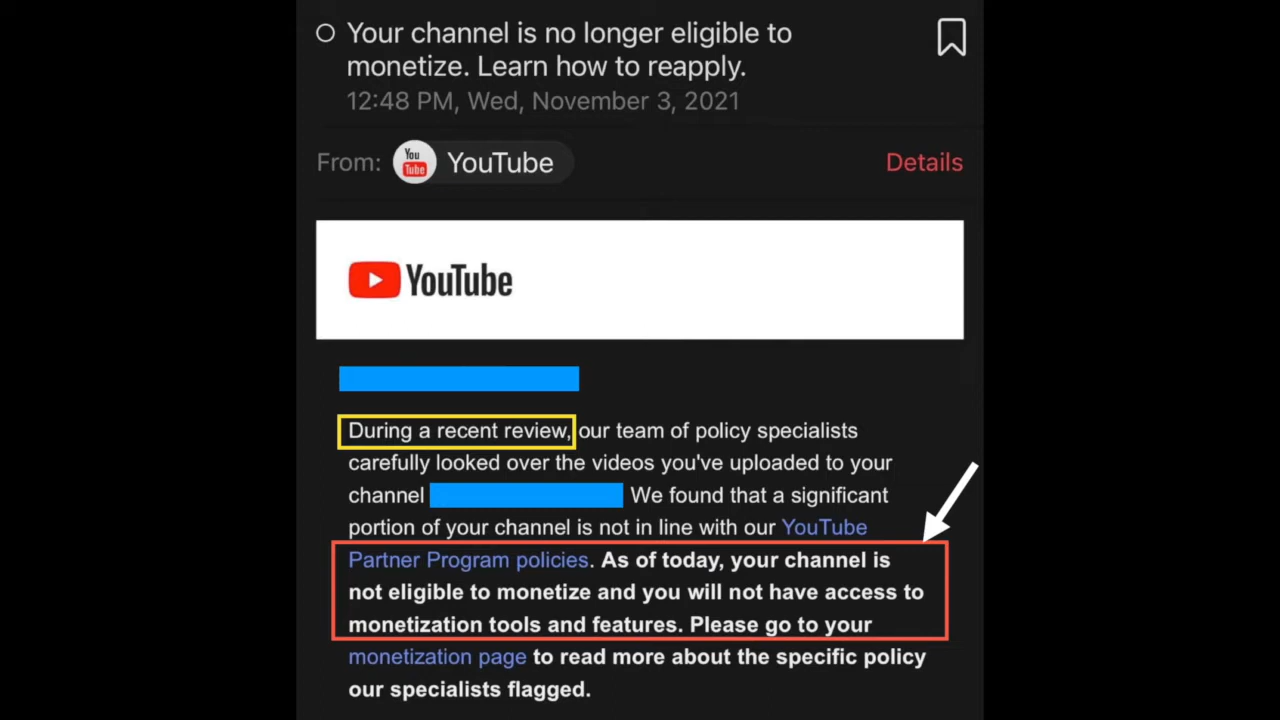 Your channel is no longer eligible to
monetize. Learn how to reapply.
12:48 PM, Wed, November 3, 2021
From: You Tube YouTube Details
YouTube
During a recent review, our team of policy specialists
carefully looked over the videos you've uploaded to your
channel We found that a significant
portion of your channel is not in line with our YouTube
Partner Program policies. As of today, your channel is
not eligible to monetize and you will not have access to
monetization tools and features. Please go to your
monetization page to read more about the specific policy
our specialists flagged.